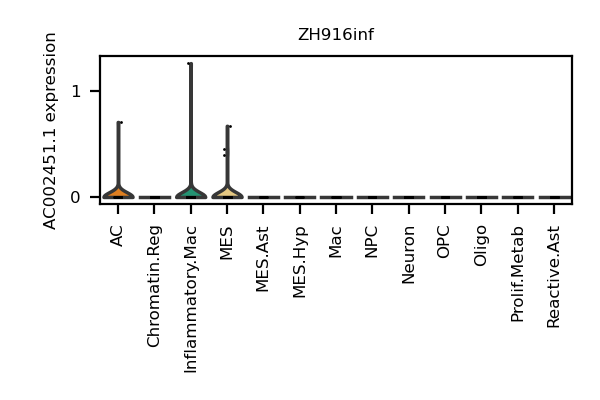 ZH916inf
AC002451.1 expression
1
0
AC
Chromatin.Reg
Inflammatory.Mac
MES
MES.Ast
MES.Hyp
Mac
NPC
Neuron
OPC
Oligo
Prolif.Metab
Reactive.Ast